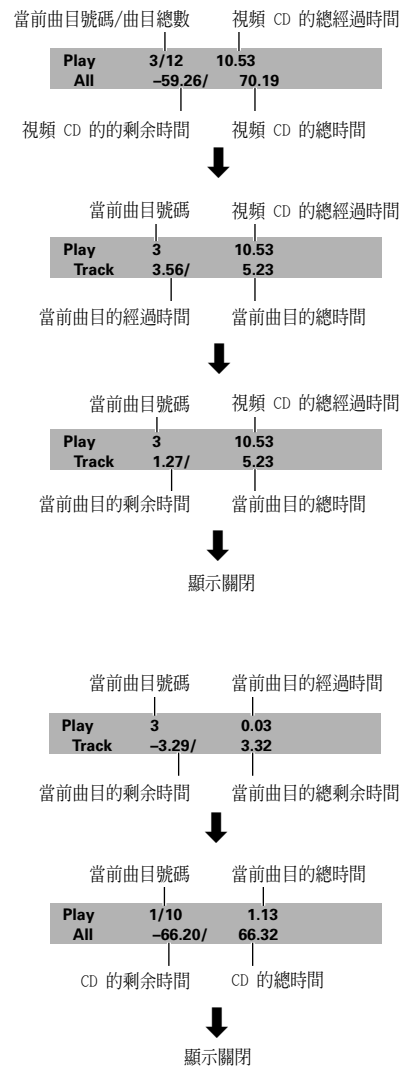 當前曲目號碼/曲目總數 視頻 CD 的總經過時間
Play 3/12 10.53
All –59.26/ 70.19
視頻 CD 的的剩余時間 視頻 CD 的總時間
當前曲目號碼 視頻 CD 的總經過時間
Play 3 10.53
Track 3.56/ 5.23
當前曲目的經過時間 當前曲目的總時間
當前曲目號碼 視頻 CD 的總經過時間
Play 3 10.53
Track 1.27/ 5.23
當前曲目的剩余時間 當前曲目的總時間
顯示關閉
當前曲目號碼 當前曲目的經過時間
Play 3 0.03
Track –3.29/ 3.32
當前曲目的剩余時間 當前曲目的總剩余時間
當前曲目號碼 當前曲目的總時間
Play 1/10 1.13
All –66.20/ 66.32
CD 的剩余時間 CD 的總時間
顯示關閉